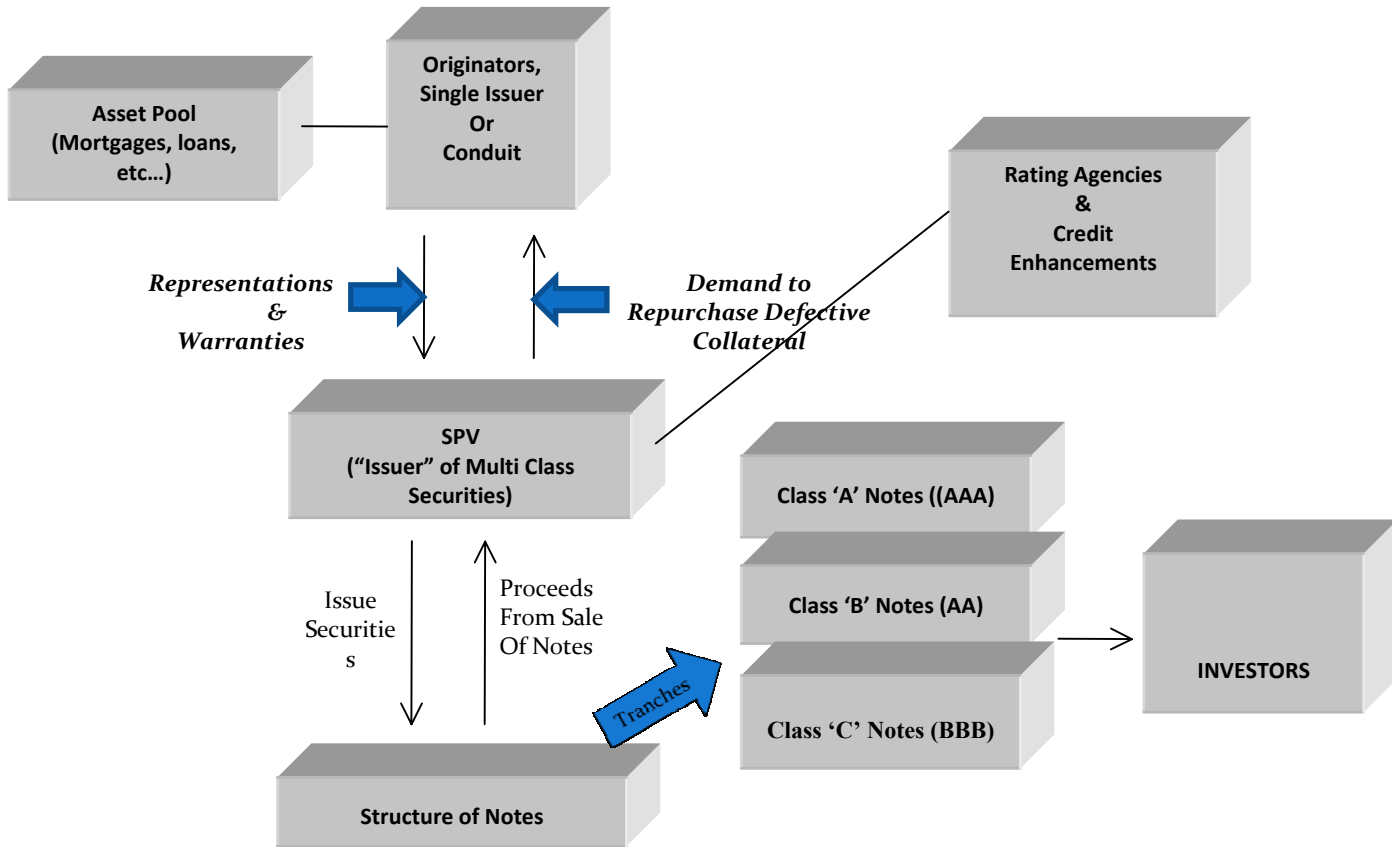 Asset Pool
(Mortgages, loans,
etc…)
Originators,
Single Issuer
Or
Conduit
Rating Agencies
&
Credit
Enhancements
Representations
&
Warranties
Demand to
Repurchase Defective
Collateral
SPV
(“Issuer” of Multi Class
Securities)
Issue
Securitie
s
Proceeds
From Sale
Of Notes
Tranches
Class ‘A’ Notes ((AAA)
Class ‘B’ Notes (AA)
Class ‘C’ Notes (BBB)
INVESTORS
Structure of Notes